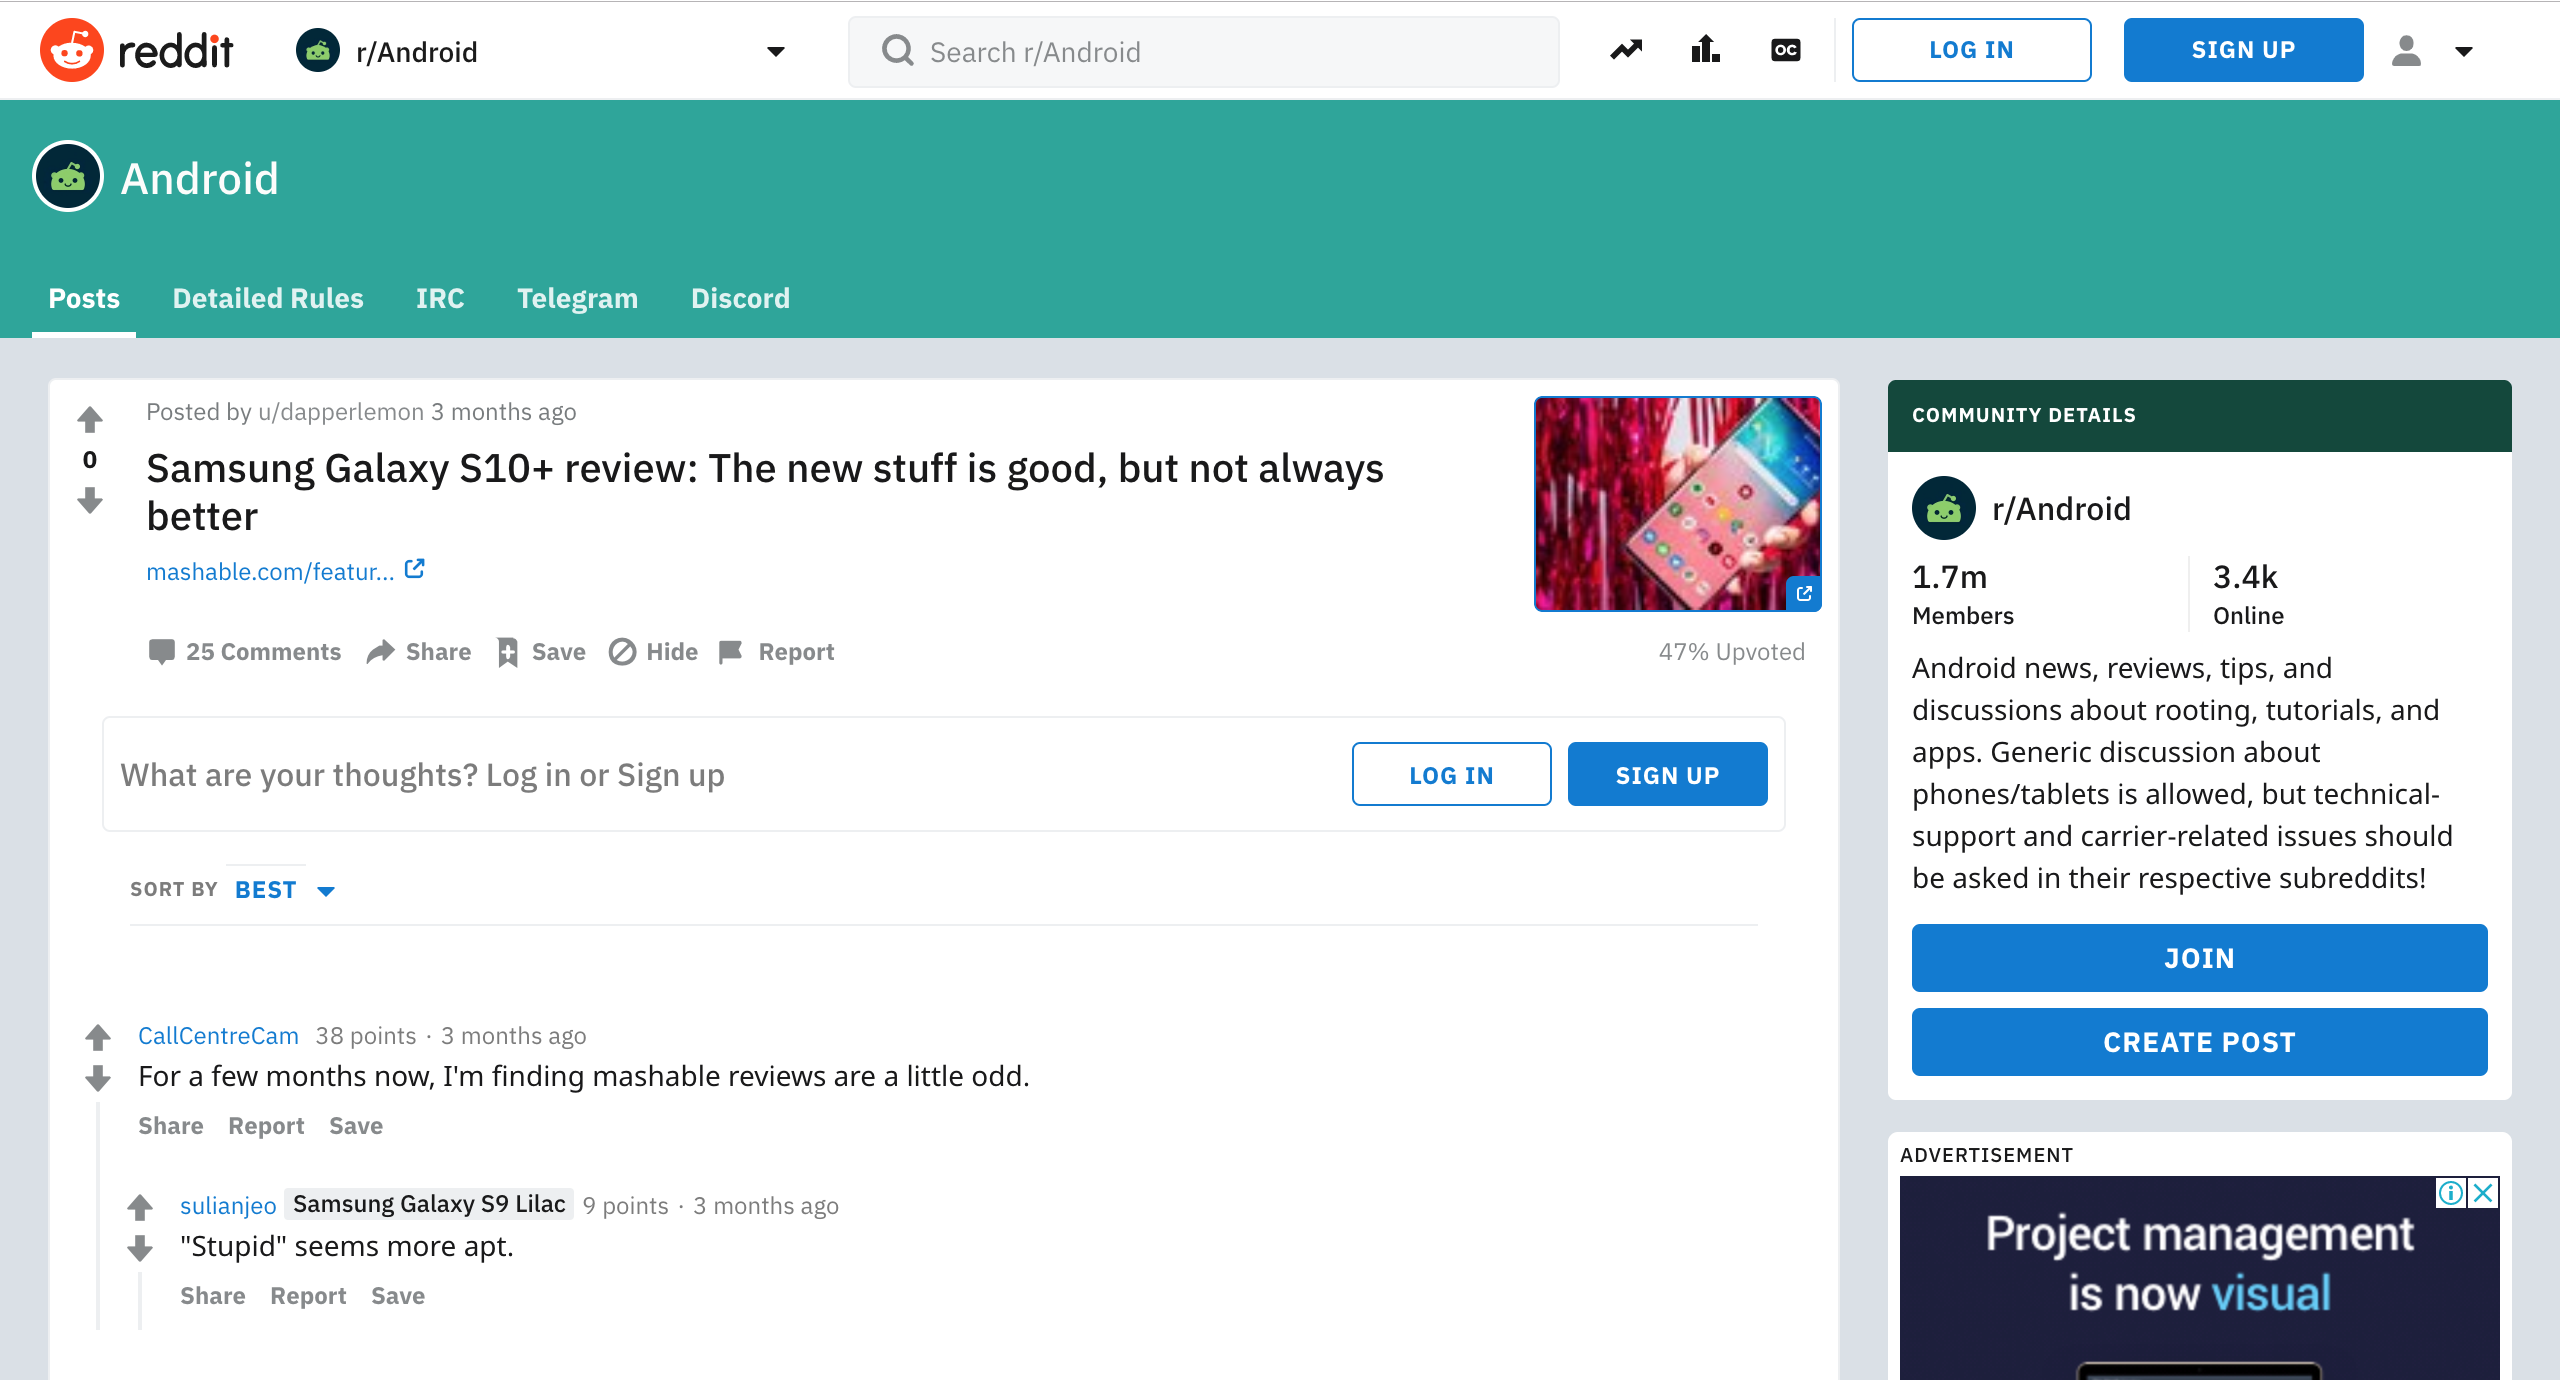 reddit
r/Android
Search r/Android
OC
LOG IN
SIGN UP
Android
Posts
Detailed Rules
IRC
Telegram
Discord
Posted by u/dapperlemon 3 months ago
0
Samsung Galaxy S10+ review: The new stuff is good, but not always
better
mashable.com/featur...
25 Comments
Share
Save
Hide
Report
47% Upvoted
What are your thoughts? Log in or Sign up
LOG IN
SIGN UP
SORT BY BEST
CallCentreCam 38 points · 3 months ago
For a few months now, I'm finding mashable reviews are a little odd.
Share Report Save
sulianjeo Samsung Galaxy S9 Lilac 9 points · 3 months ago
"Stupid" seems more apt.
Share Report Save
COMMUNITY DETAILS
r/Android
1.7m
Members
3.4k
Online
Android news, reviews, tips, and
discussions about rooting, tutorials, and
apps. Generic discussion about
phones/tablets is allowed, but technical-
support and carrier-related issues should
be asked in their respective subreddits!
JOIN
CREATE POST
ADVERTISEMENT
Project management
is now visual